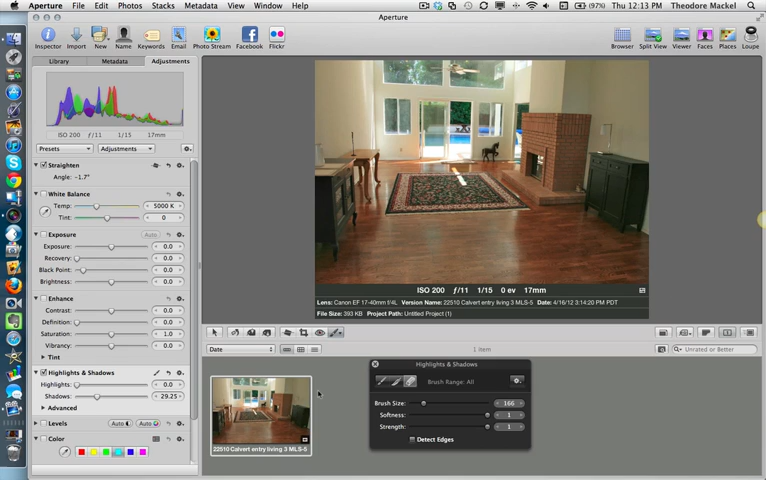 Aperture File Edit Photos Stacks Metadata View Window Help (97%) Thu 12:13 PM Theodore Mackel
Aperture
Inspector Import New Name Keywords Email Photo Stream Facebook Flickr Browser Split View Viewer Faces Places Loupe
Library Metadata Adjustments
ISO 200 ƒ/11 1/15 17mm
Presets Adjustments
Straighten
Angle: -1.7°
White Balance
Temp: 5000 K
Tint: 0
Exposure Auto
Exposure: 0.0
Recovery: 0.0
Black Point: 0.0
Brightness: 0.0
Enhance
Contrast: 0.0
Definition: 0.0
Saturation: 1.0
Vibrancy: 0.0
Tint
Highlights & Shadows
Highlights: 0.0
Shadows: 29.25
Advanced
Levels Auto Auto
Color
ISO 200 ƒ/11 1/15 0 ev 17mm
Lens: Canon EF 17-40mm f/4L Version Name: 22510 Calvert entry living 3 MLS-5 Date: 4/16/12 3:14:20 PM PDT
File Size: 393 KB Project Path: Untitled Project (1)
Date 1 item Unrated or Better
22510 Calvert entry living 3 MLS-5
Highlights & Shadows
Brush Range: All
Brush Size: 166
Softness: 1
Strength: 1
Detect Edges